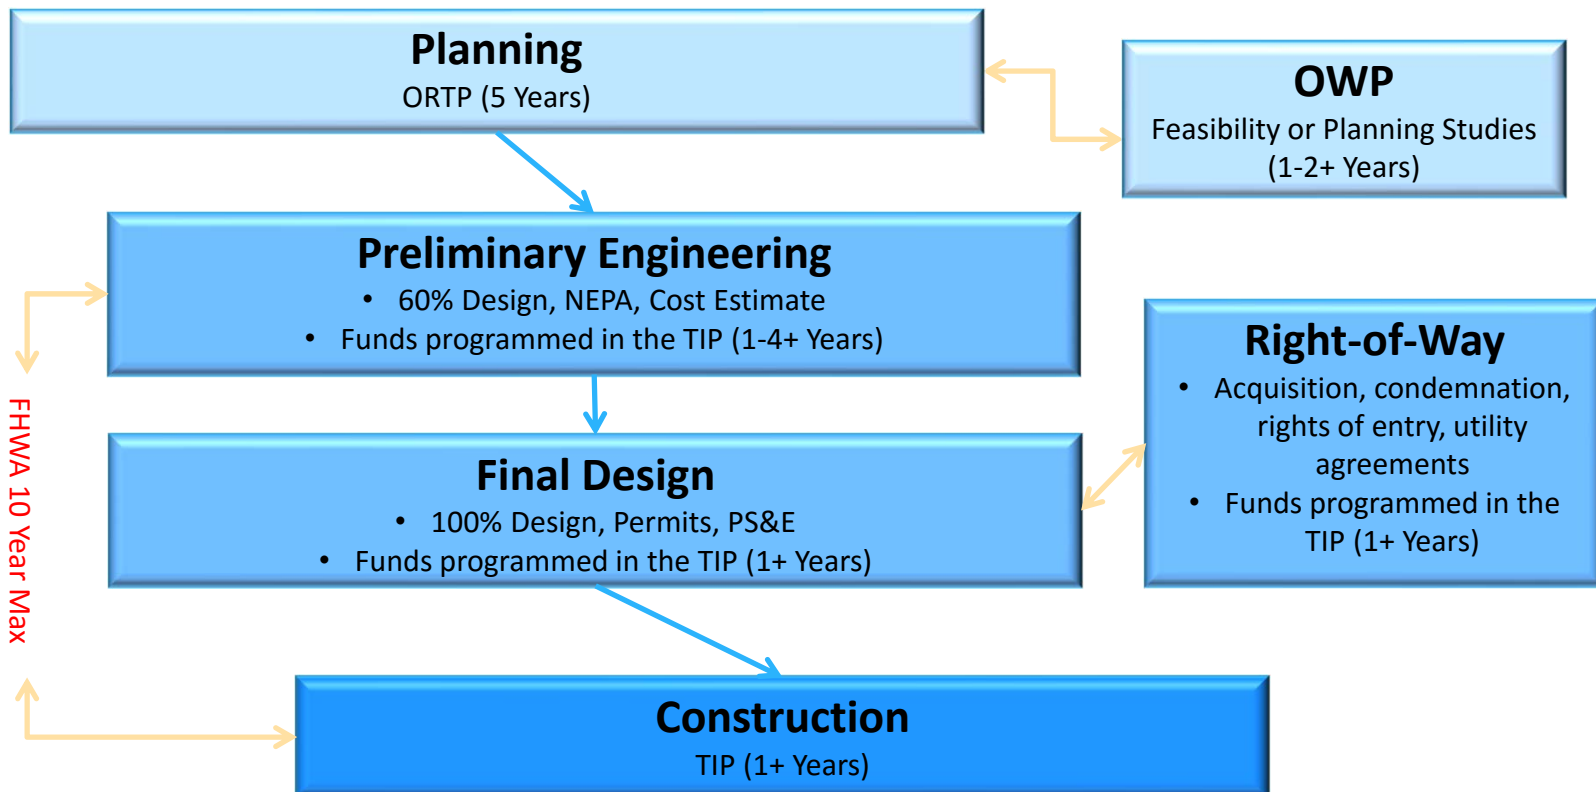 Planning
ORTP (5 Years)
OWP
Feasibility or Planning Studies
(1-2+ Years)
Preliminary Engineering
• 60% Design, NEPA, Cost Estimate
• Funds programmed in the TIP (1-4+ Years)
Right-of-Way
• Acquisition, condemnation,
rights of entry, utility
agreements
• Funds programmed in the
TIP (1+ Years)
FHWA 10 Year Max
Final Design
• 100% Design, Permits, PS&E
• Funds programmed in the TIP (1+ Years)
Construction
TIP (1+ Years)